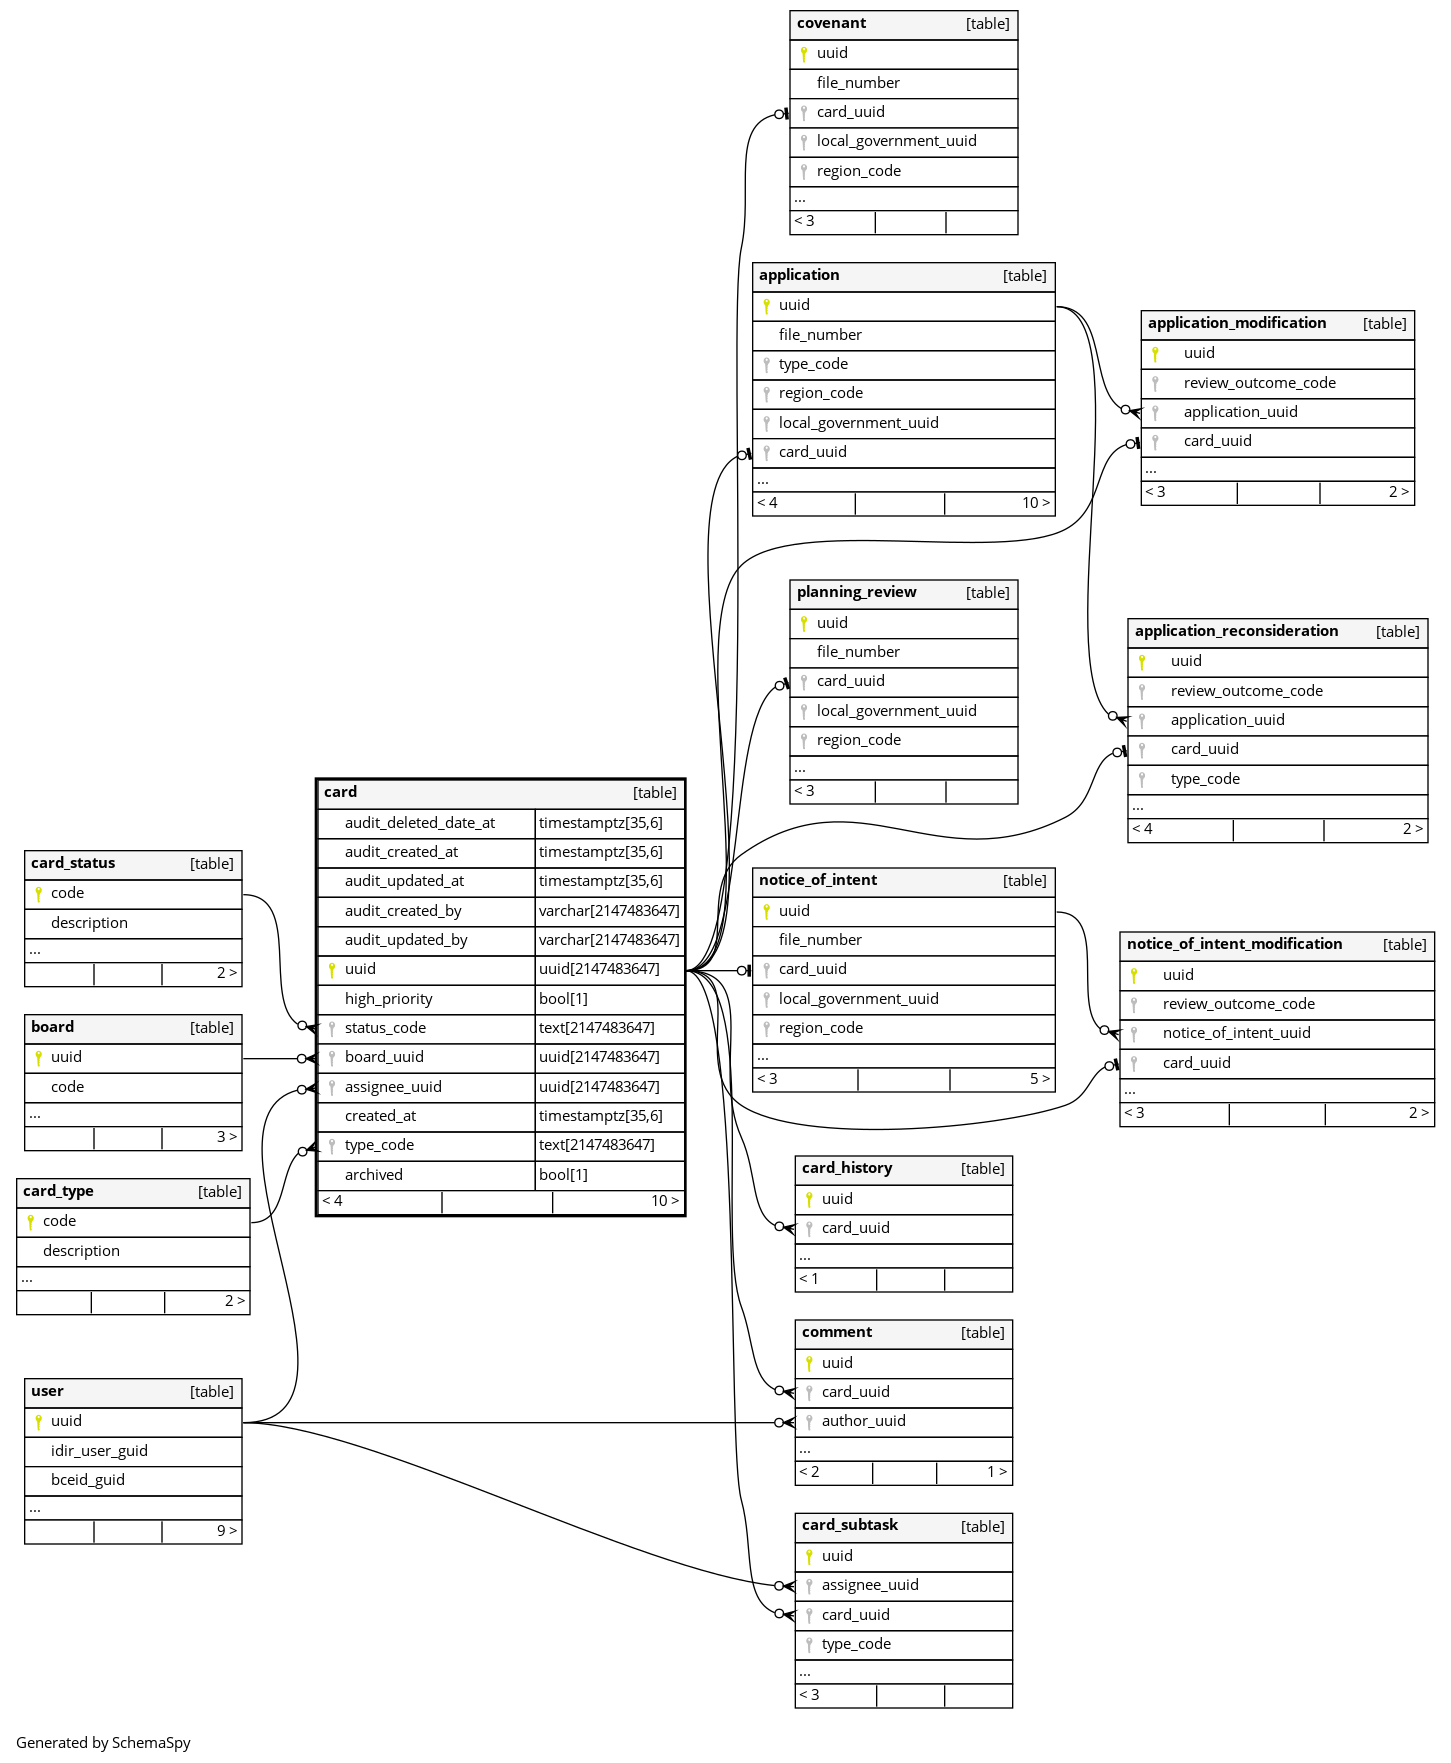 covenant [table]
uuid
file_number
card_uuid
local_government_uuid
region_code
...
< 3
application [table]
uuid
file_number
type_code
region_code
local_government_uuid
card_uuid
...
< 4 10 >
application_modification [table]
uuid
review_outcome_code
application_uuid
card_uuid
...
< 3 2 >
planning_review [table]
uuid
file_number
card_uuid
local_government_uuid
region_code
...
< 3
application_reconsideration [table]
uuid
review_outcome_code
application_uuid
card_uuid
type_code
...
< 4 2 >
card [table]
audit_deleted_date_at timestamptz[35,6]
audit_created_at timestamptz[35,6]
audit_updated_at timestamptz[35,6]
audit_created_by varchar[2147483647]
audit_updated_by varchar[2147483647]
uuid uuid[2147483647]
high_priority bool[1]
status_code text[2147483647]
board_uuid uuid[2147483647]
assignee_uuid uuid[2147483647]
created_at timestamptz[35,6]
type_code text[2147483647]
archived bool[1]
< 4 10 >
card_status [table]
code
description
...
2 >
board [table]
uuid
code
...
3 >
card_type [table]
code
description
...
2 >
user [table]
uuid
idir_user_guid
bceid_guid
...
9 >
notice_of_intent [table]
uuid
file_number
card_uuid
local_government_uuid
region_code
...
< 3 5 >
notice_of_intent_modification [table]
uuid
review_outcome_code
notice_of_intent_uuid
card_uuid
...
< 3 2 >
card_history [table]
uuid
card_uuid
...
< 1
comment [table]
uuid
card_uuid
author_uuid
...
< 2 1 >
card_subtask [table]
uuid
assignee_uuid
card_uuid
type_code
...
< 3
Generated by SchemaSpy